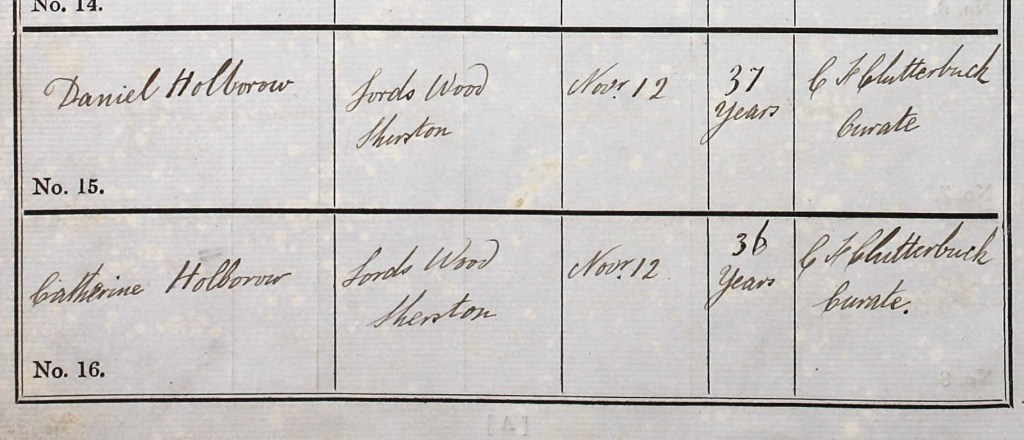 No. 14.
Daniel Holborow
Lords Wood
Sherston
Novr. 12
37
Years
C F Clutterbuck
Curate
No. 15.
Catherine Holborow
Lords Wood
Sherston
Novr. 12
36
Years
C F Clutterbuck
Curate.
No. 16.